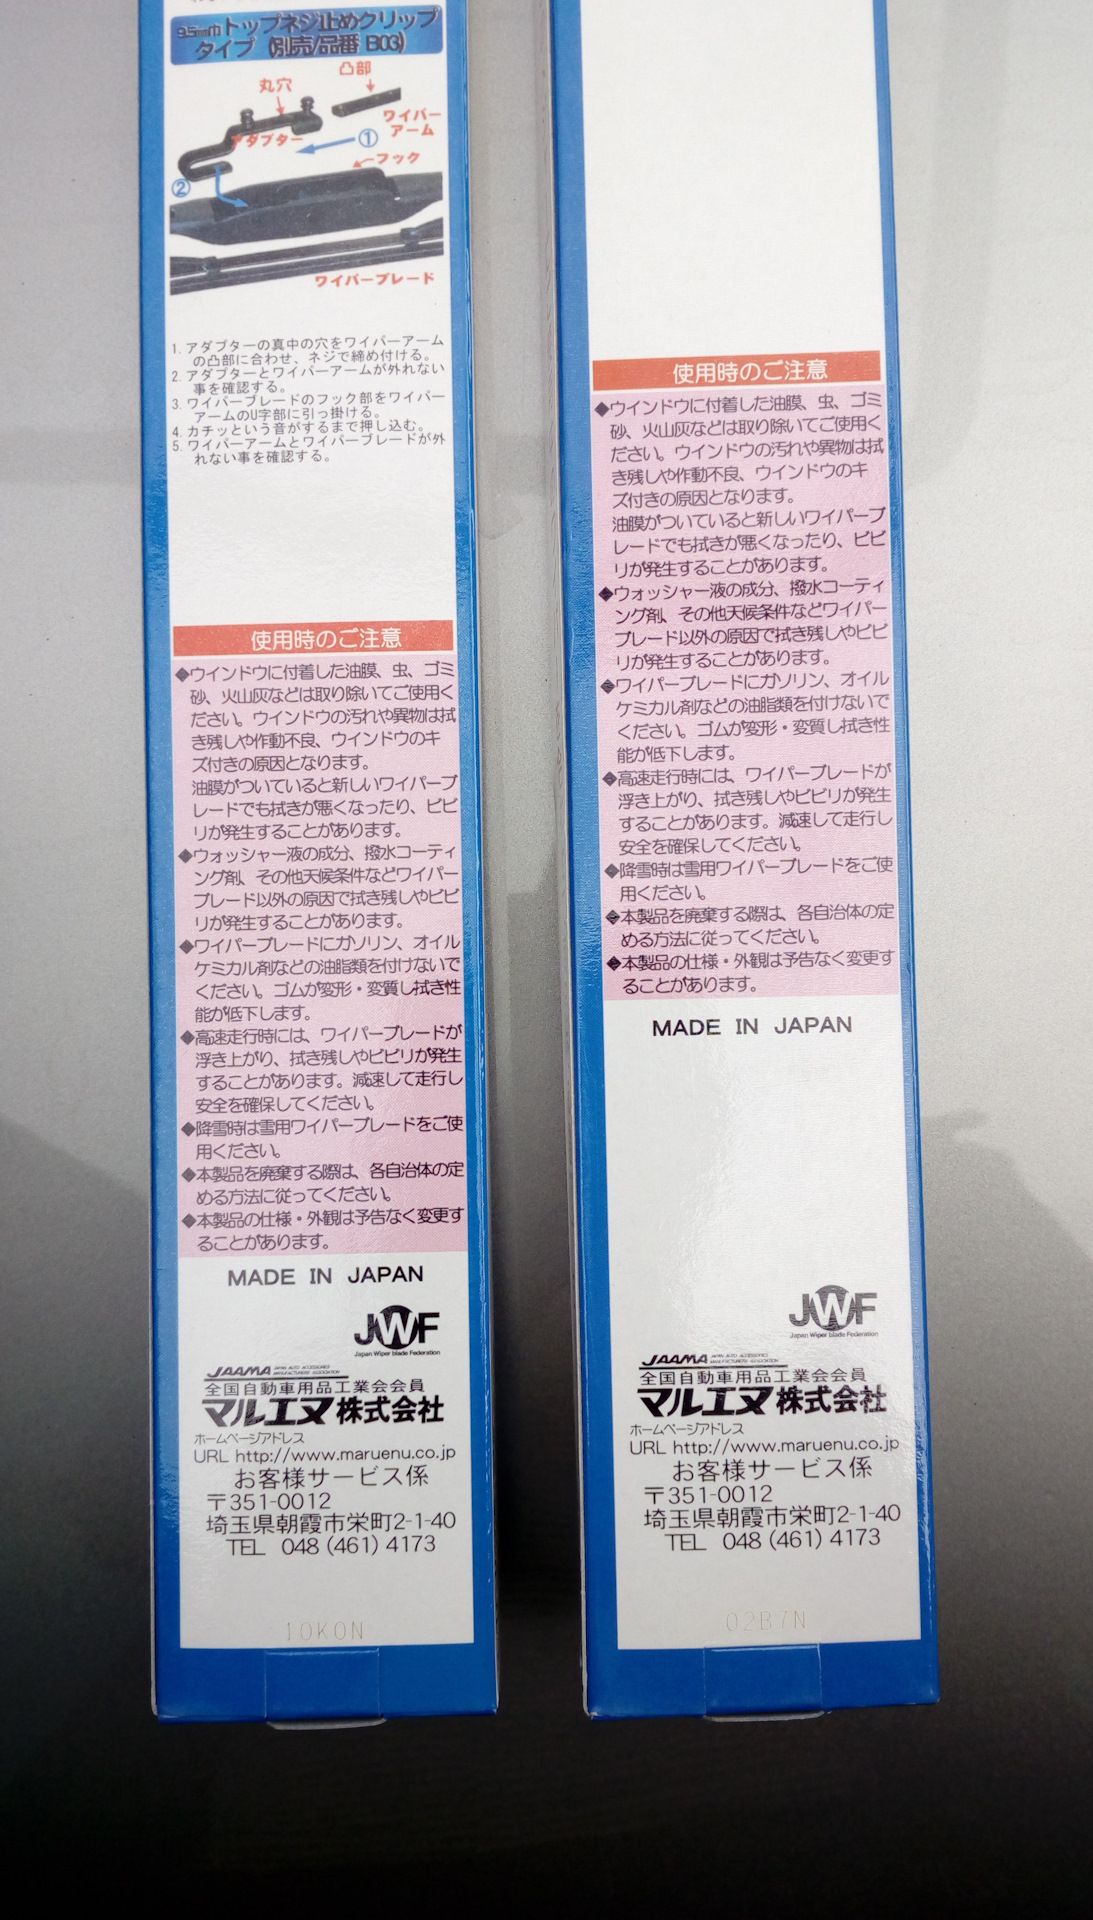 9.5mm巾トップネジ止めクリップ
タイプ (別売/品番 B03)
凸部
丸穴
ワイパー
アーム
アダプター
①
フック
②
ワイパーブレード
1. アダプターの真中の穴をワイパーアーム
の凸部に合わせ、ネジで締め付ける。
2. アダプターとワイパーアームが外れない
事を確認する。
3. ワイパーブレードのフック部をワイパー
アームのU字部に引っ掛ける。
4. カチッという音がするまで押し込む。
5. ワイパーアームとワイパーブレードが外
れない事を確認する。
使用時のご注意
◆ウインドウに付着した油膜、虫、ゴミ
砂、火山灰などは取り除いてご使用く
ださい。ウインドウの汚れや異物は拭
き残しや作動不良、ウインドウのキ
ズ付きの原因となります。
油膜がついていると新しいワイパーブ
レードでも拭きが悪くなったり、ビビ
リが発生することがあります。
◆ウォッシャー液の成分、撥水コーティ
ング剤、その他天候条件などワイパー
ブレード以外の原因で拭き残しやビビ
リが発生することがあります。
◆ワイパーブレードにガソリン、オイル
ケミカル剤などの油脂類を付けないで
ください。ゴムが変形・変質し拭き性
能が低下します。
◆高速走行時には、ワイパーブレードが
浮き上がり、拭き残しやビビリが発生
することがあります。減速して走行し
安全を確保してください。
◆降雪時は雪用ワイパーブレードをご使
用ください。
◆本製品を廃棄する際は、各自治体の定
める方法に従ってください。
◆本製品の仕様・外観は予告なく変更す
ることがあります。
MADE IN JAPAN
JWF
Japan Wiper blade Federation
JAAMA JAPAN AUTO ACCESSORIES
MANUFACTURERS ASSOCIATION
全国自動車用品工業会会員
マルエヌ株式会社
ホームページアドレス
URL http://www.maruenu.co.jp
お客様サービス係
〒351-0012
埼玉県朝霞市栄町2-1-40
TEL 048 (461) 4173
10K0N
使用時のご注意
◆ウインドウに付着した油膜、虫、ゴミ
砂、火山灰などは取り除いてご使用く
ださい。ウインドウの汚れや異物は拭
き残しや作動不良、ウインドウのキ
ズ付きの原因となります。
油膜がついていると新しいワイパーブ
レードでも拭きが悪くなったり、ビビ
リが発生することがあります。
◆ウォッシャー液の成分、撥水コーティ
ング剤、その他天候条件などワイパー
ブレード以外の原因で拭き残しやビビ
リが発生することがあります。
◆ワイパーブレードにガソリン、オイル
ケミカル剤などの油脂類を付けないで
ください。ゴムが変形・変質し拭き性
能が低下します。
◆高速走行時には、ワイパーブレードが
浮き上がり、拭き残しやビビリが発生
することがあります。減速して走行し
安全を確保してください。
◆降雪時は雪用ワイパーブレードをご使
用ください。
◆本製品を廃棄する際は、各自治体の定
める方法に従ってください。
◆本製品の仕様・外観は予告なく変更す
ることがあります。
MADE IN JAPAN
JWF
Japan Wiper blade Federation
JAAMA JAPAN AUTO ACCESSORIES
MANUFACTURERS ASSOCIATION
全国自動車用品工業会会員
マルエヌ株式会社
ホームページアドレス
URL http://www.maruenu.co.jp
お客様サービス係
〒351-0012
埼玉県朝霞市栄町2-1-40
TEL 048 (461) 4173
02B7N